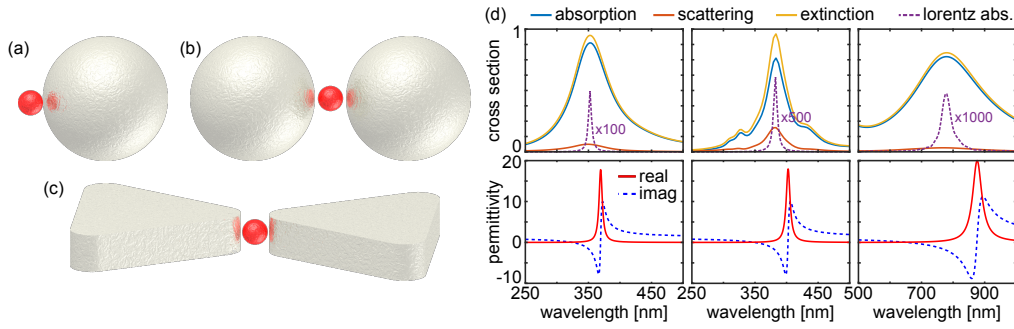 (a)
(b)
(c)
(d)
absorption scattering extinction lorentz abs.
1
cross section
0
x100
x500
x1000
20
10
0
-10
permittivity
real
imag
250 350 450
250 350 450
500 700 900
wavelength [nm] wavelength [nm] wavelength [nm]